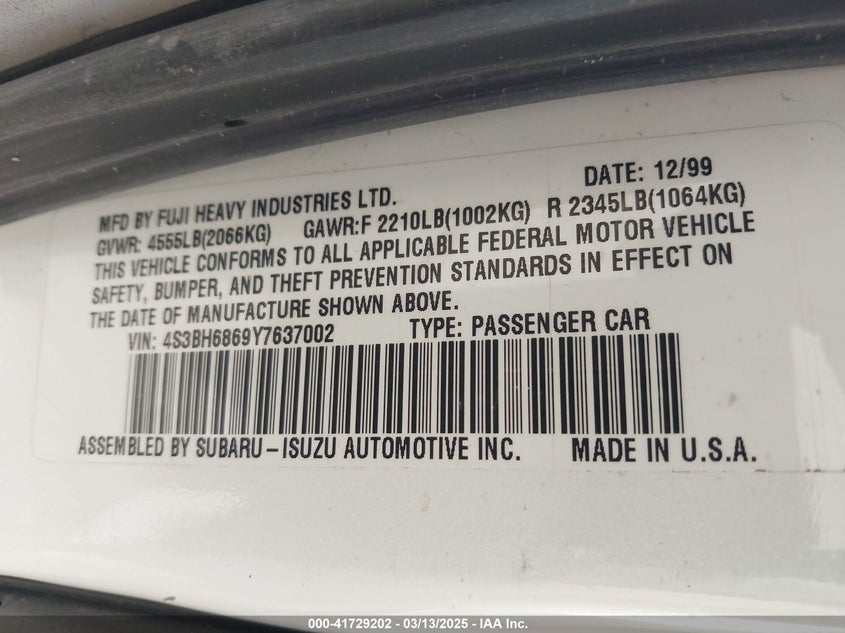 DATE: 12/99
MFD BY FUJI HEAVY INDUSTRIES LTD.
GVWR: 4555LB(2066KG) GAWR:F 2210LB(1002KG) R 2345LB(1064KG)
THIS VEHICLE CONFORMS TO ALL APPLICABLE FEDERAL MOTOR VEHICLE
SAFETY, BUMPER, AND THEFT PREVENTION STANDARDS IN EFFECT ON
THE DATE OF MANUFACTURE SHOWN ABOVE.
VIN: 4S3BH6869Y7637002 TYPE: PASSENGER CAR
ASSEMBLED BY SUBARU-ISUZU AUTOMOTIVE INC. MADE IN U.S.A.
000-41729202 - 03/13/2025 - IAA Inc.